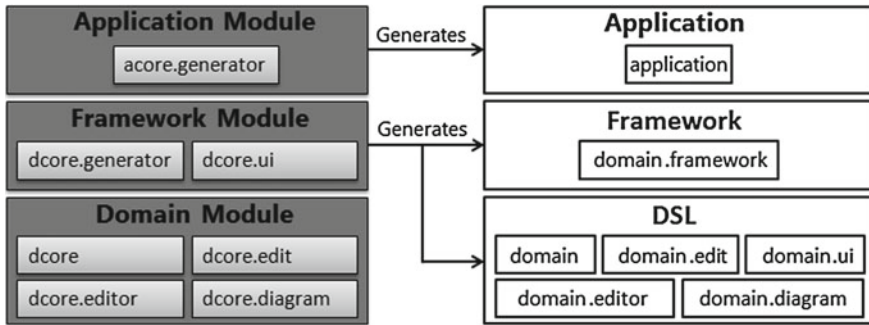 Application Module
acore.generator
Generates
Application
application
Framework Module
dcore.generator
dcore.ui
Generates
Framework
domain.framework
Domain Module
dcore
dcore.edit
dcore.editor
dcore.diagram
DSL
domain
domain.edit
domain.ui
domain.editor
domain.diagram